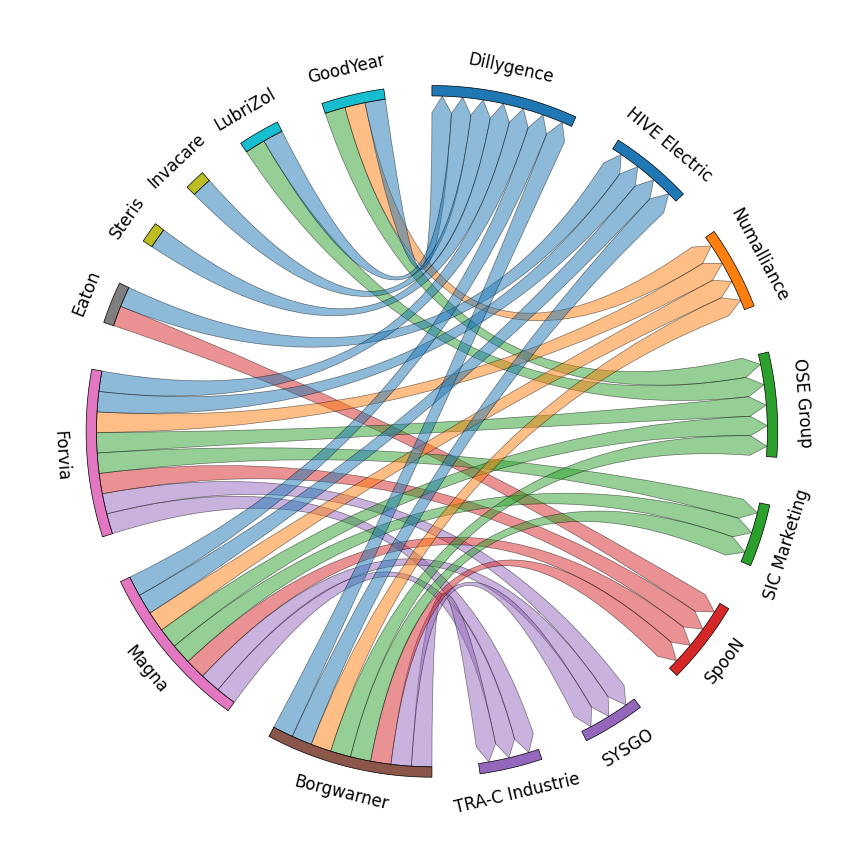 Dillygence
HIVE Electric
Numalliance
OSE Group
SIC Marketing
SpooN
SYSGO
TRA-C Industrie
Borgwarner
Magna
Forvia
Eaton
Steris
Invacare
LubriZol
GoodYear